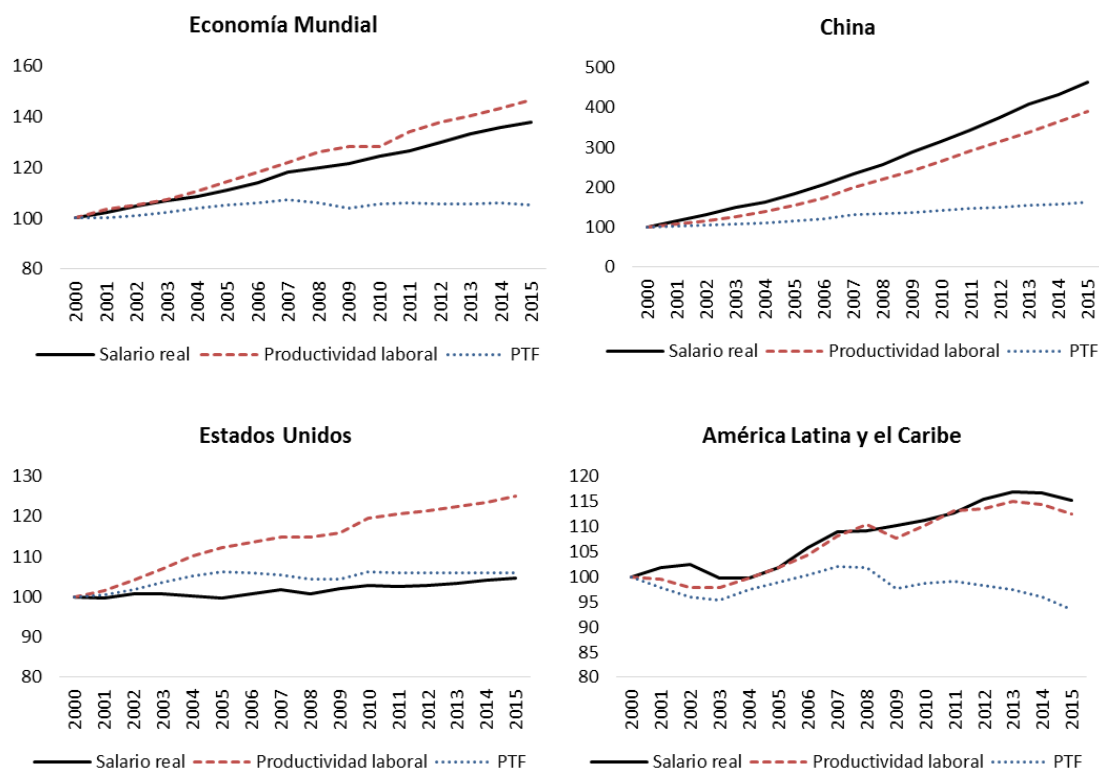 Economía Mundial
160
140
120
100
80
2000 2001 2002 2003 2004 2005 2006 2007 2008 2009 2010 2011 2012 2013 2014 2015
Salario real Productividad laboral PTF
China
500
400
300
200
100
0
2000 2001 2002 2003 2004 2005 2006 2007 2008 2009 2010 2011 2012 2013 2014 2015
Salario real Productividad laboral PTF
Estados Unidos
130
120
110
100
90
80
2000 2001 2002 2003 2004 2005 2006 2007 2008 2009 2010 2011 2012 2013 2014 2015
Salario real Productividad laboral PTF
América Latina y el Caribe
120
115
110
105
100
95
90
85
80
2000 2001 2002 2003 2004 2005 2006 2007 2008 2009 2010 2011 2012 2013 2014 2015
Salario real Productividad laboral PTF